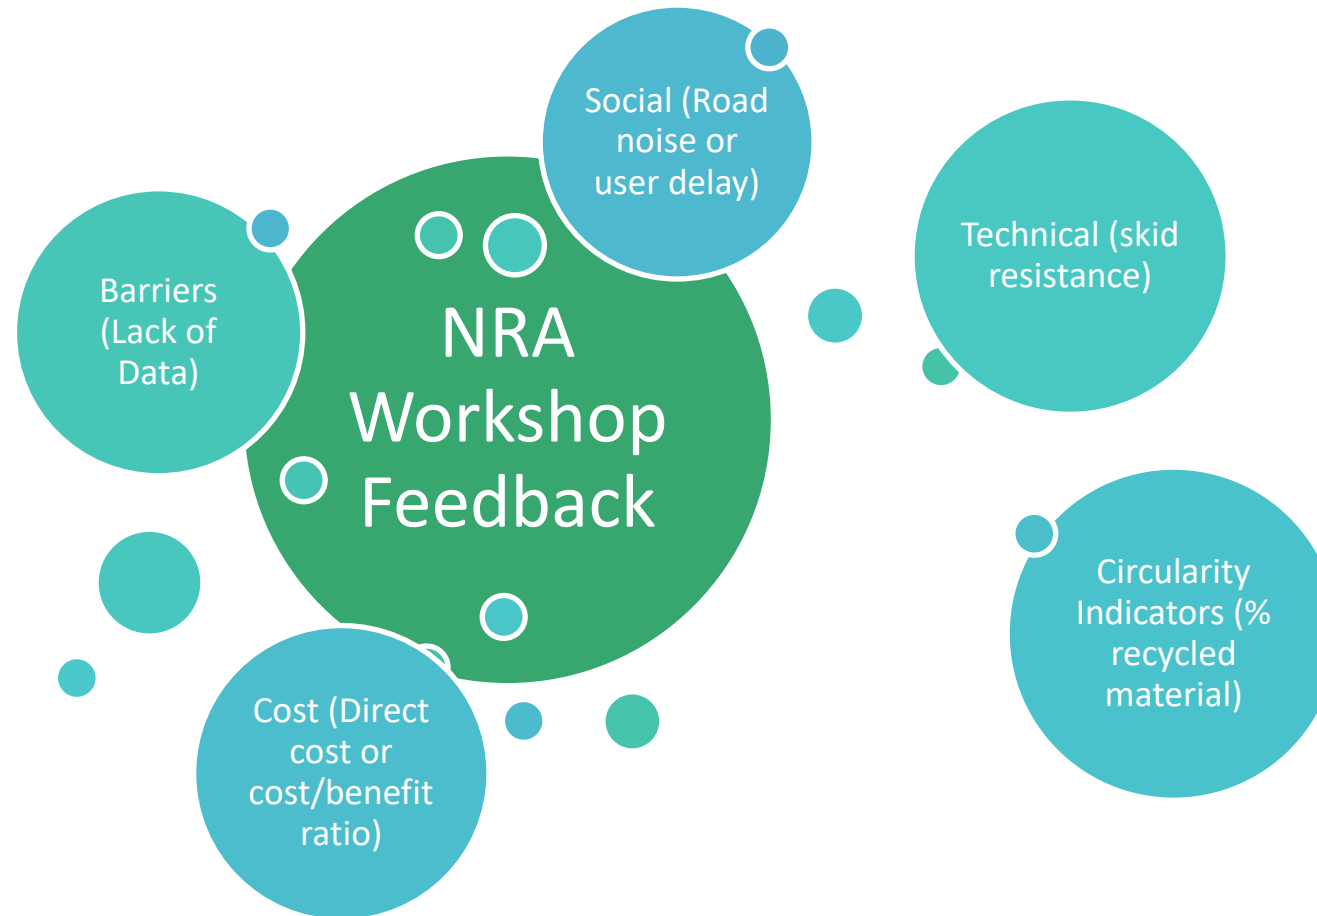 Social (Road
noise or
user delay)
Technical (skid
resistance)
Barriers
(Lack of
Data)
NRA
Workshop
Feedback
Circularity
Indicators (%
recycled
material)
Cost (Direct
cost or
cost/benefit
ratio)